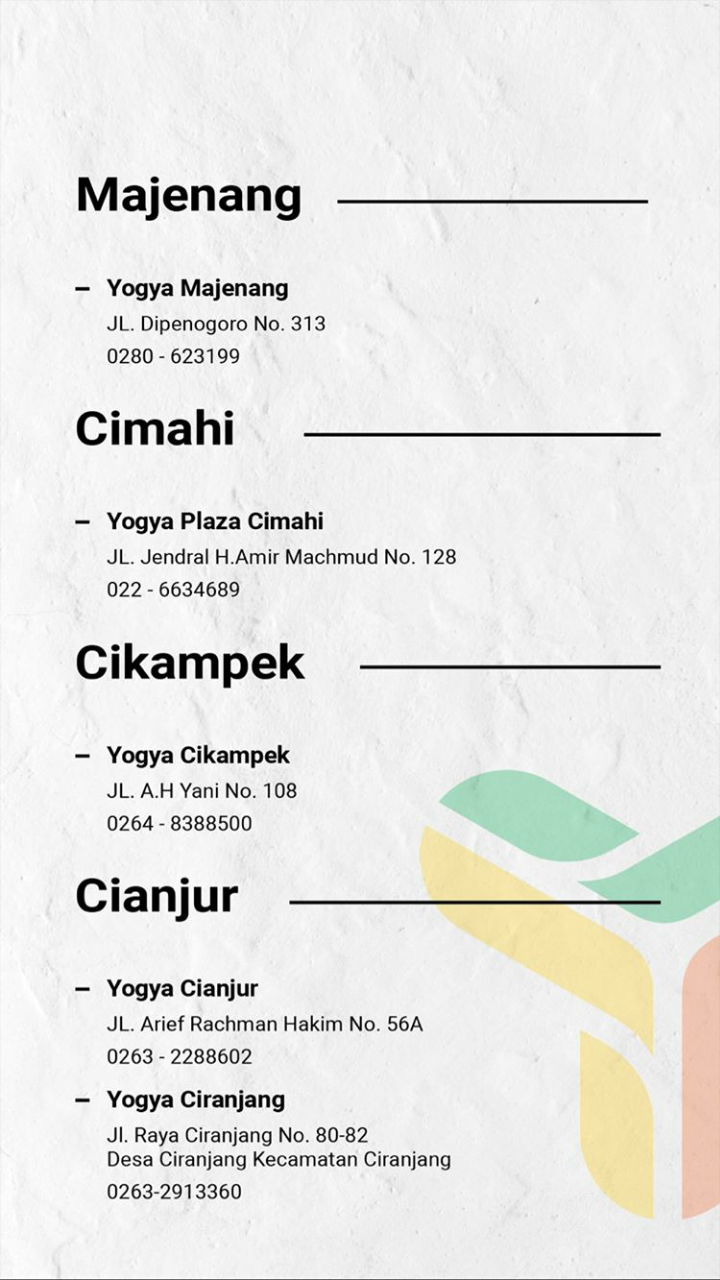 Majenang
– Yogya Majenang
JL. Dipenogoro No. 313
0280 - 623199
Cimahi
– Yogya Plaza Cimahi
JL. Jendral H.Amir Machmud No. 128
022 - 6634689
Cikampek
– Yogya Cikampek
JL. A.H Yani No. 108
0264 - 8388500
Cianjur
– Yogya Cianjur
JL. Arief Rachman Hakim No. 56A
0263 - 2288602
– Yogya Ciranjang
Jl. Raya Ciranjang No. 80-82
Desa Ciranjang Kecamatan Ciranjang
0263-2913360